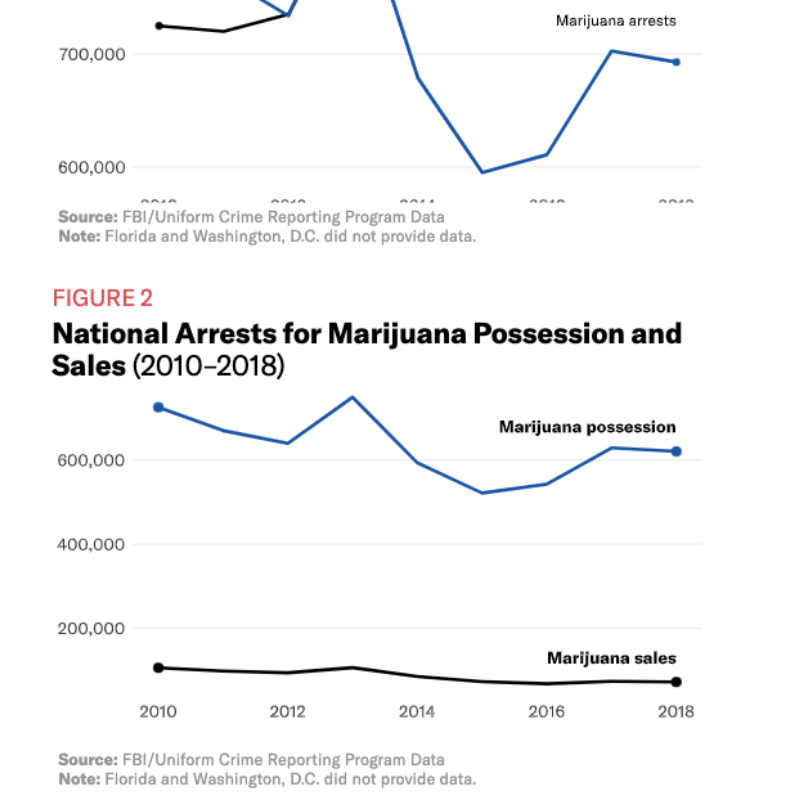 Marijuana arrests
700,000
600,000
Source: FBI/Uniform Crime Reporting Program Data
Note: Florida and Washington, D.C. did not provide data.
FIGURE 2
National Arrests for Marijuana Possession and
Sales (2010–2018)
Marijuana possession
600,000
400,000
200,000
Marijuana sales
2010 2012 2014 2016 2018
Source: FBI/Uniform Crime Reporting Program Data
Note: Florida and Washington, D.C. did not provide data.